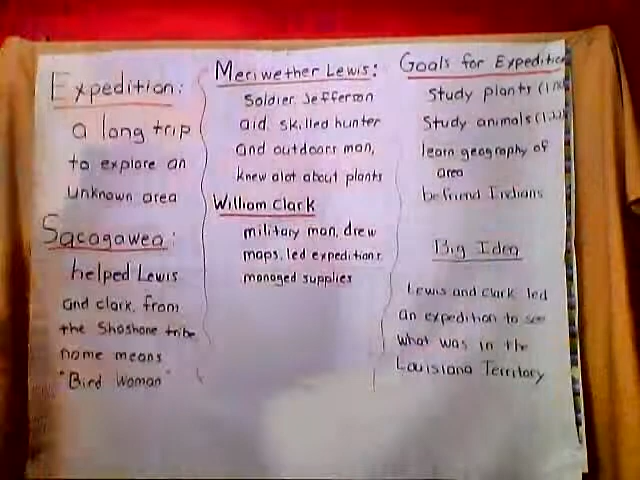 Expedition:
a long trip
to explore an
unknown area
Sacagawea:
helped Lewis
and clark. from
the Shoshone tribe
name means
"Bird Woman"
Meriwether Lewis:
Soldier, Jefferson
aid, skilled hunter
and outdoors man,
knew alot about plants
William Clark
military man, drew
maps, led expeditions
managed supplies
Goals for Expedition
Study plants
Study animals
learn geography of
area
befriend Indians
Big Idea
Lewis and Clark led
an expedition to see
what was in the
Louisiana Territory